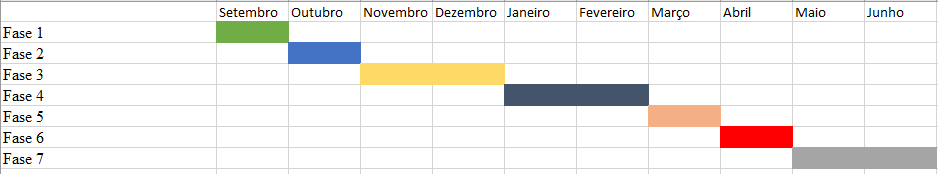 Setembro Outubro Novembro Dezembro Janeiro Fevereiro Março Abril Maio Junho
Fase 1
Fase 2
Fase 3
Fase 4
Fase 5
Fase 6
Fase 7